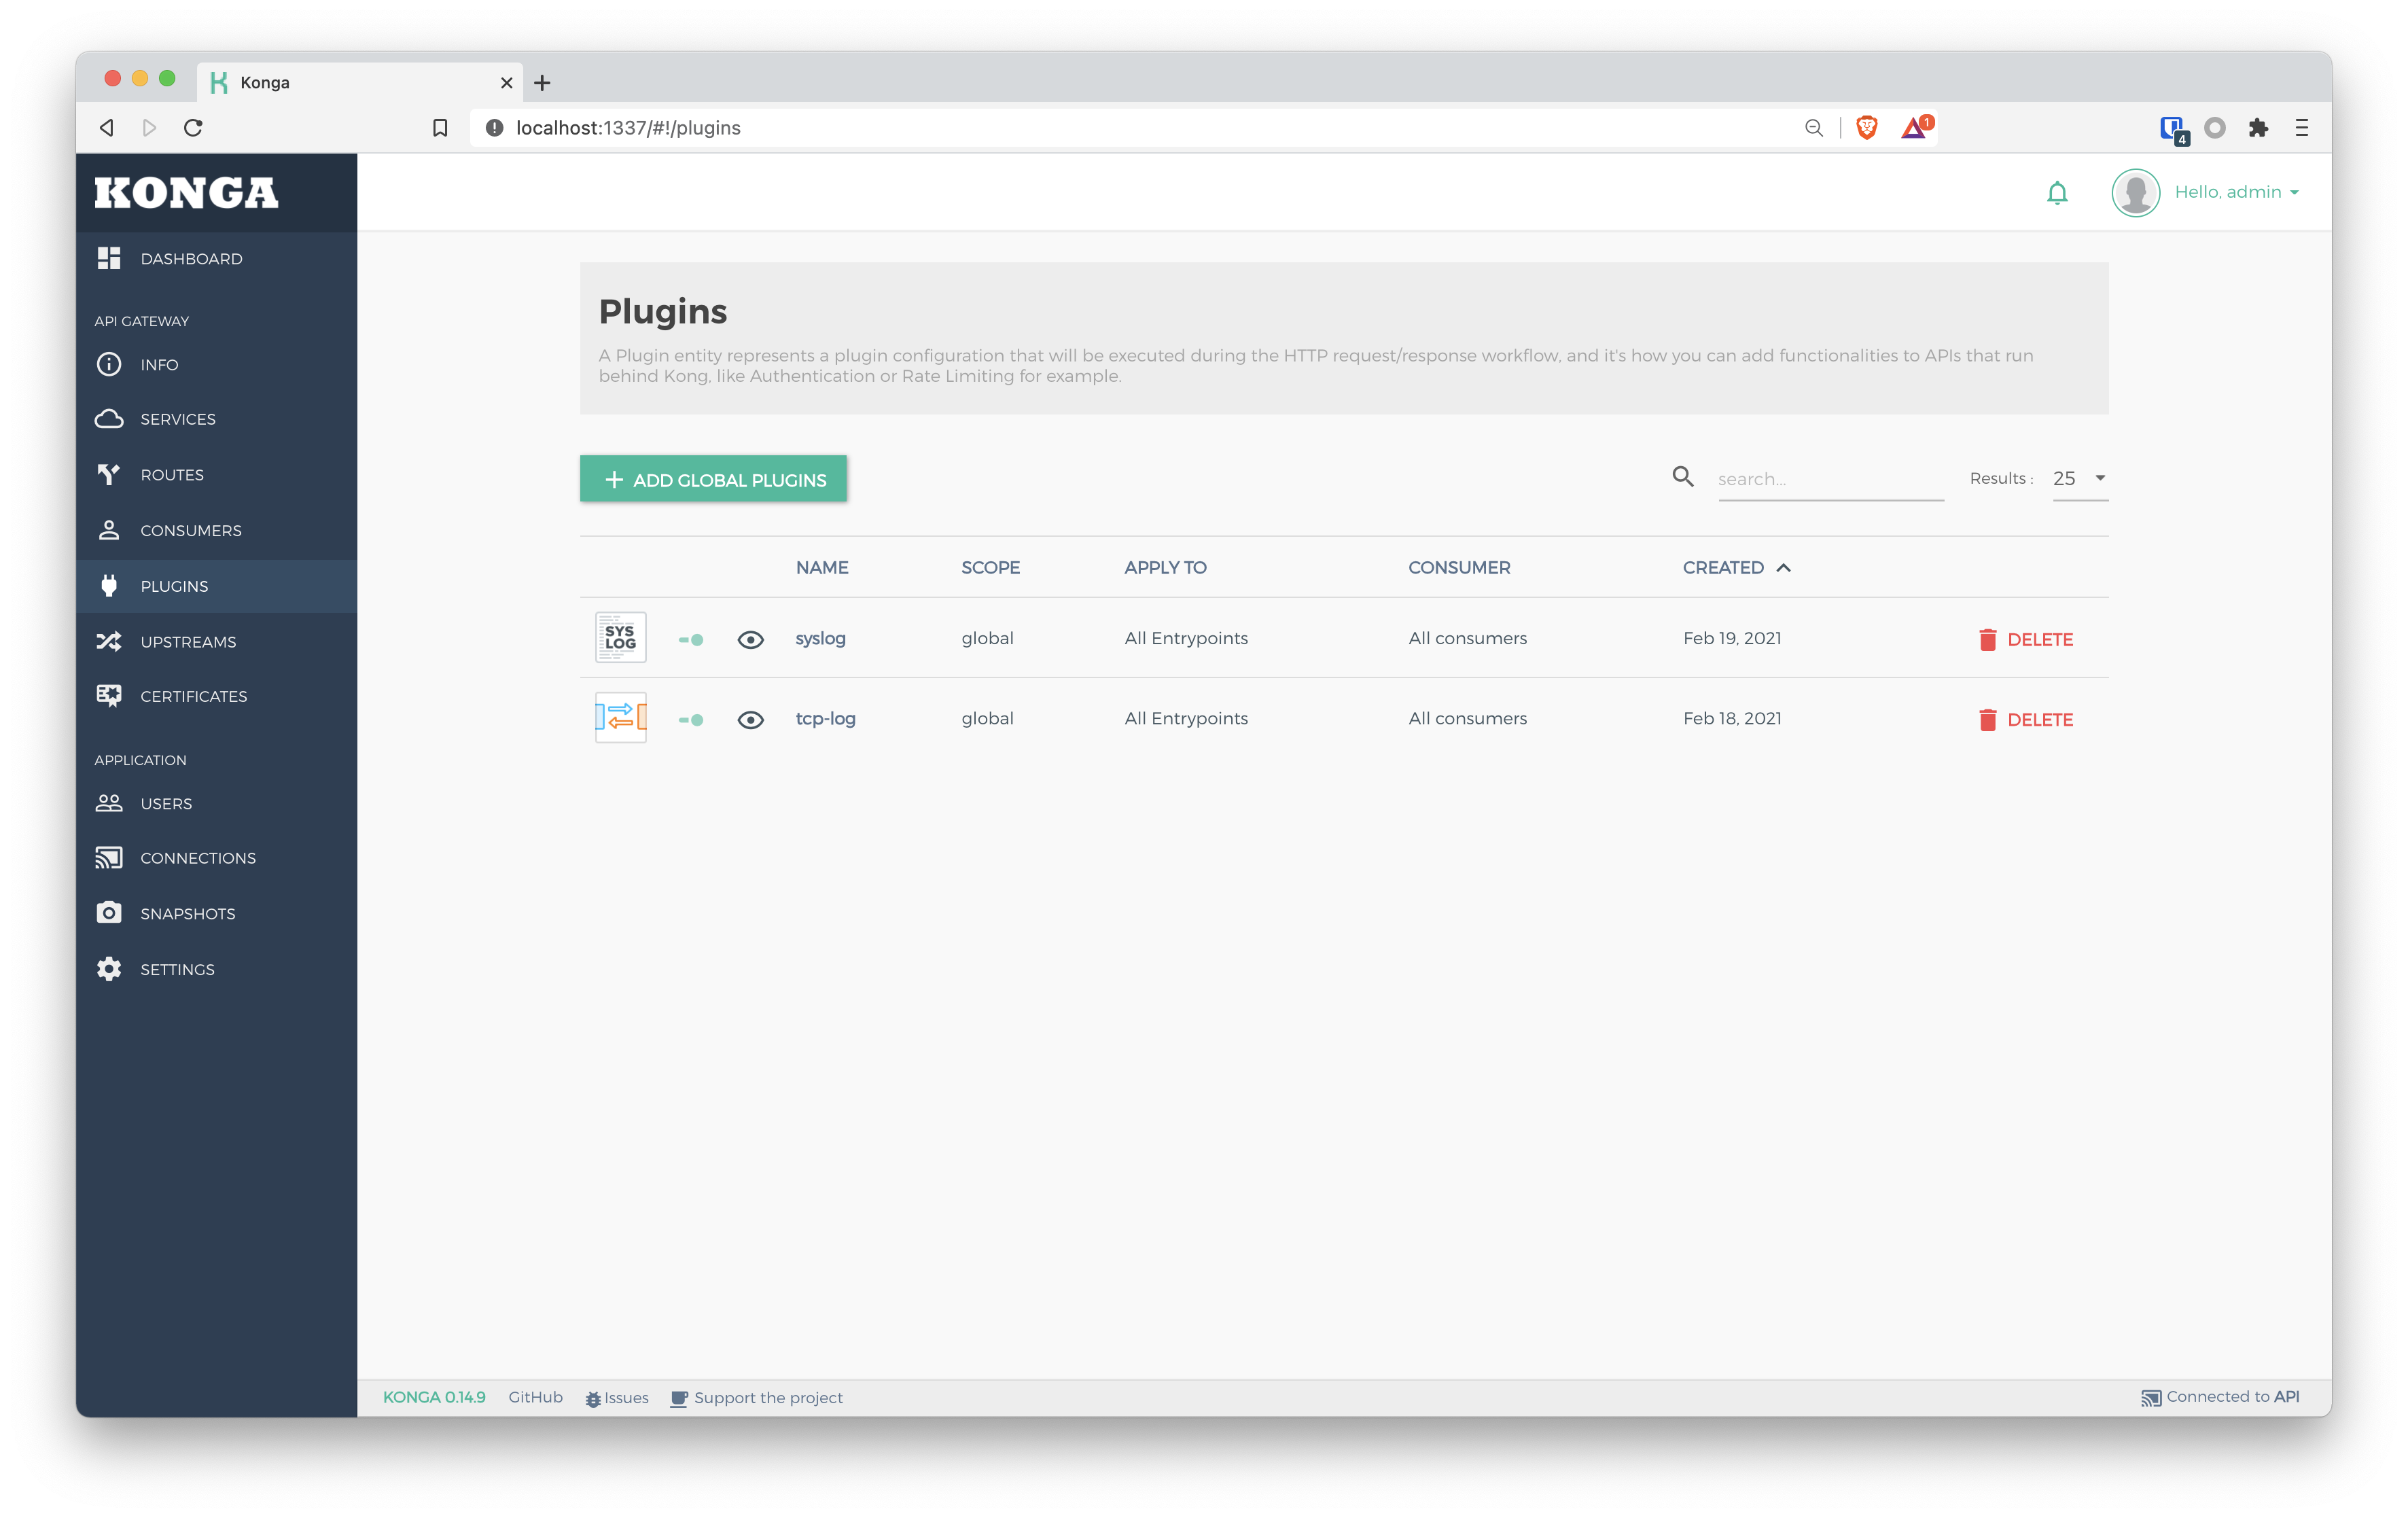 Konga
localhost:1337/#!/plugins
1
4
KONGA
Hello, admin
DASHBOARD
API GATEWAY
INFO
SERVICES
ROUTES
CONSUMERS
PLUGINS
UPSTREAMS
CERTIFICATES
APPLICATION
USERS
CONNECTIONS
SNAPSHOTS
SETTINGS
Plugins
A Plugin entity represents a plugin configuration that will be executed during the HTTP request/response workflow, and it's how you can add functionalities to APIs that run
behind Kong, like Authentication or Rate Limiting for example.
ADD GLOBAL PLUGINS
search...
Results : 25
NAME SCOPE APPLY TO CONSUMER CREATED
SYS
LOG
syslog global All Entrypoints All consumers Feb 19, 2021 DELETE
tcp-log global All Entrypoints All consumers Feb 18, 2021 DELETE
KONGA 0.14.9 GitHub Issues Support the project Connected to API